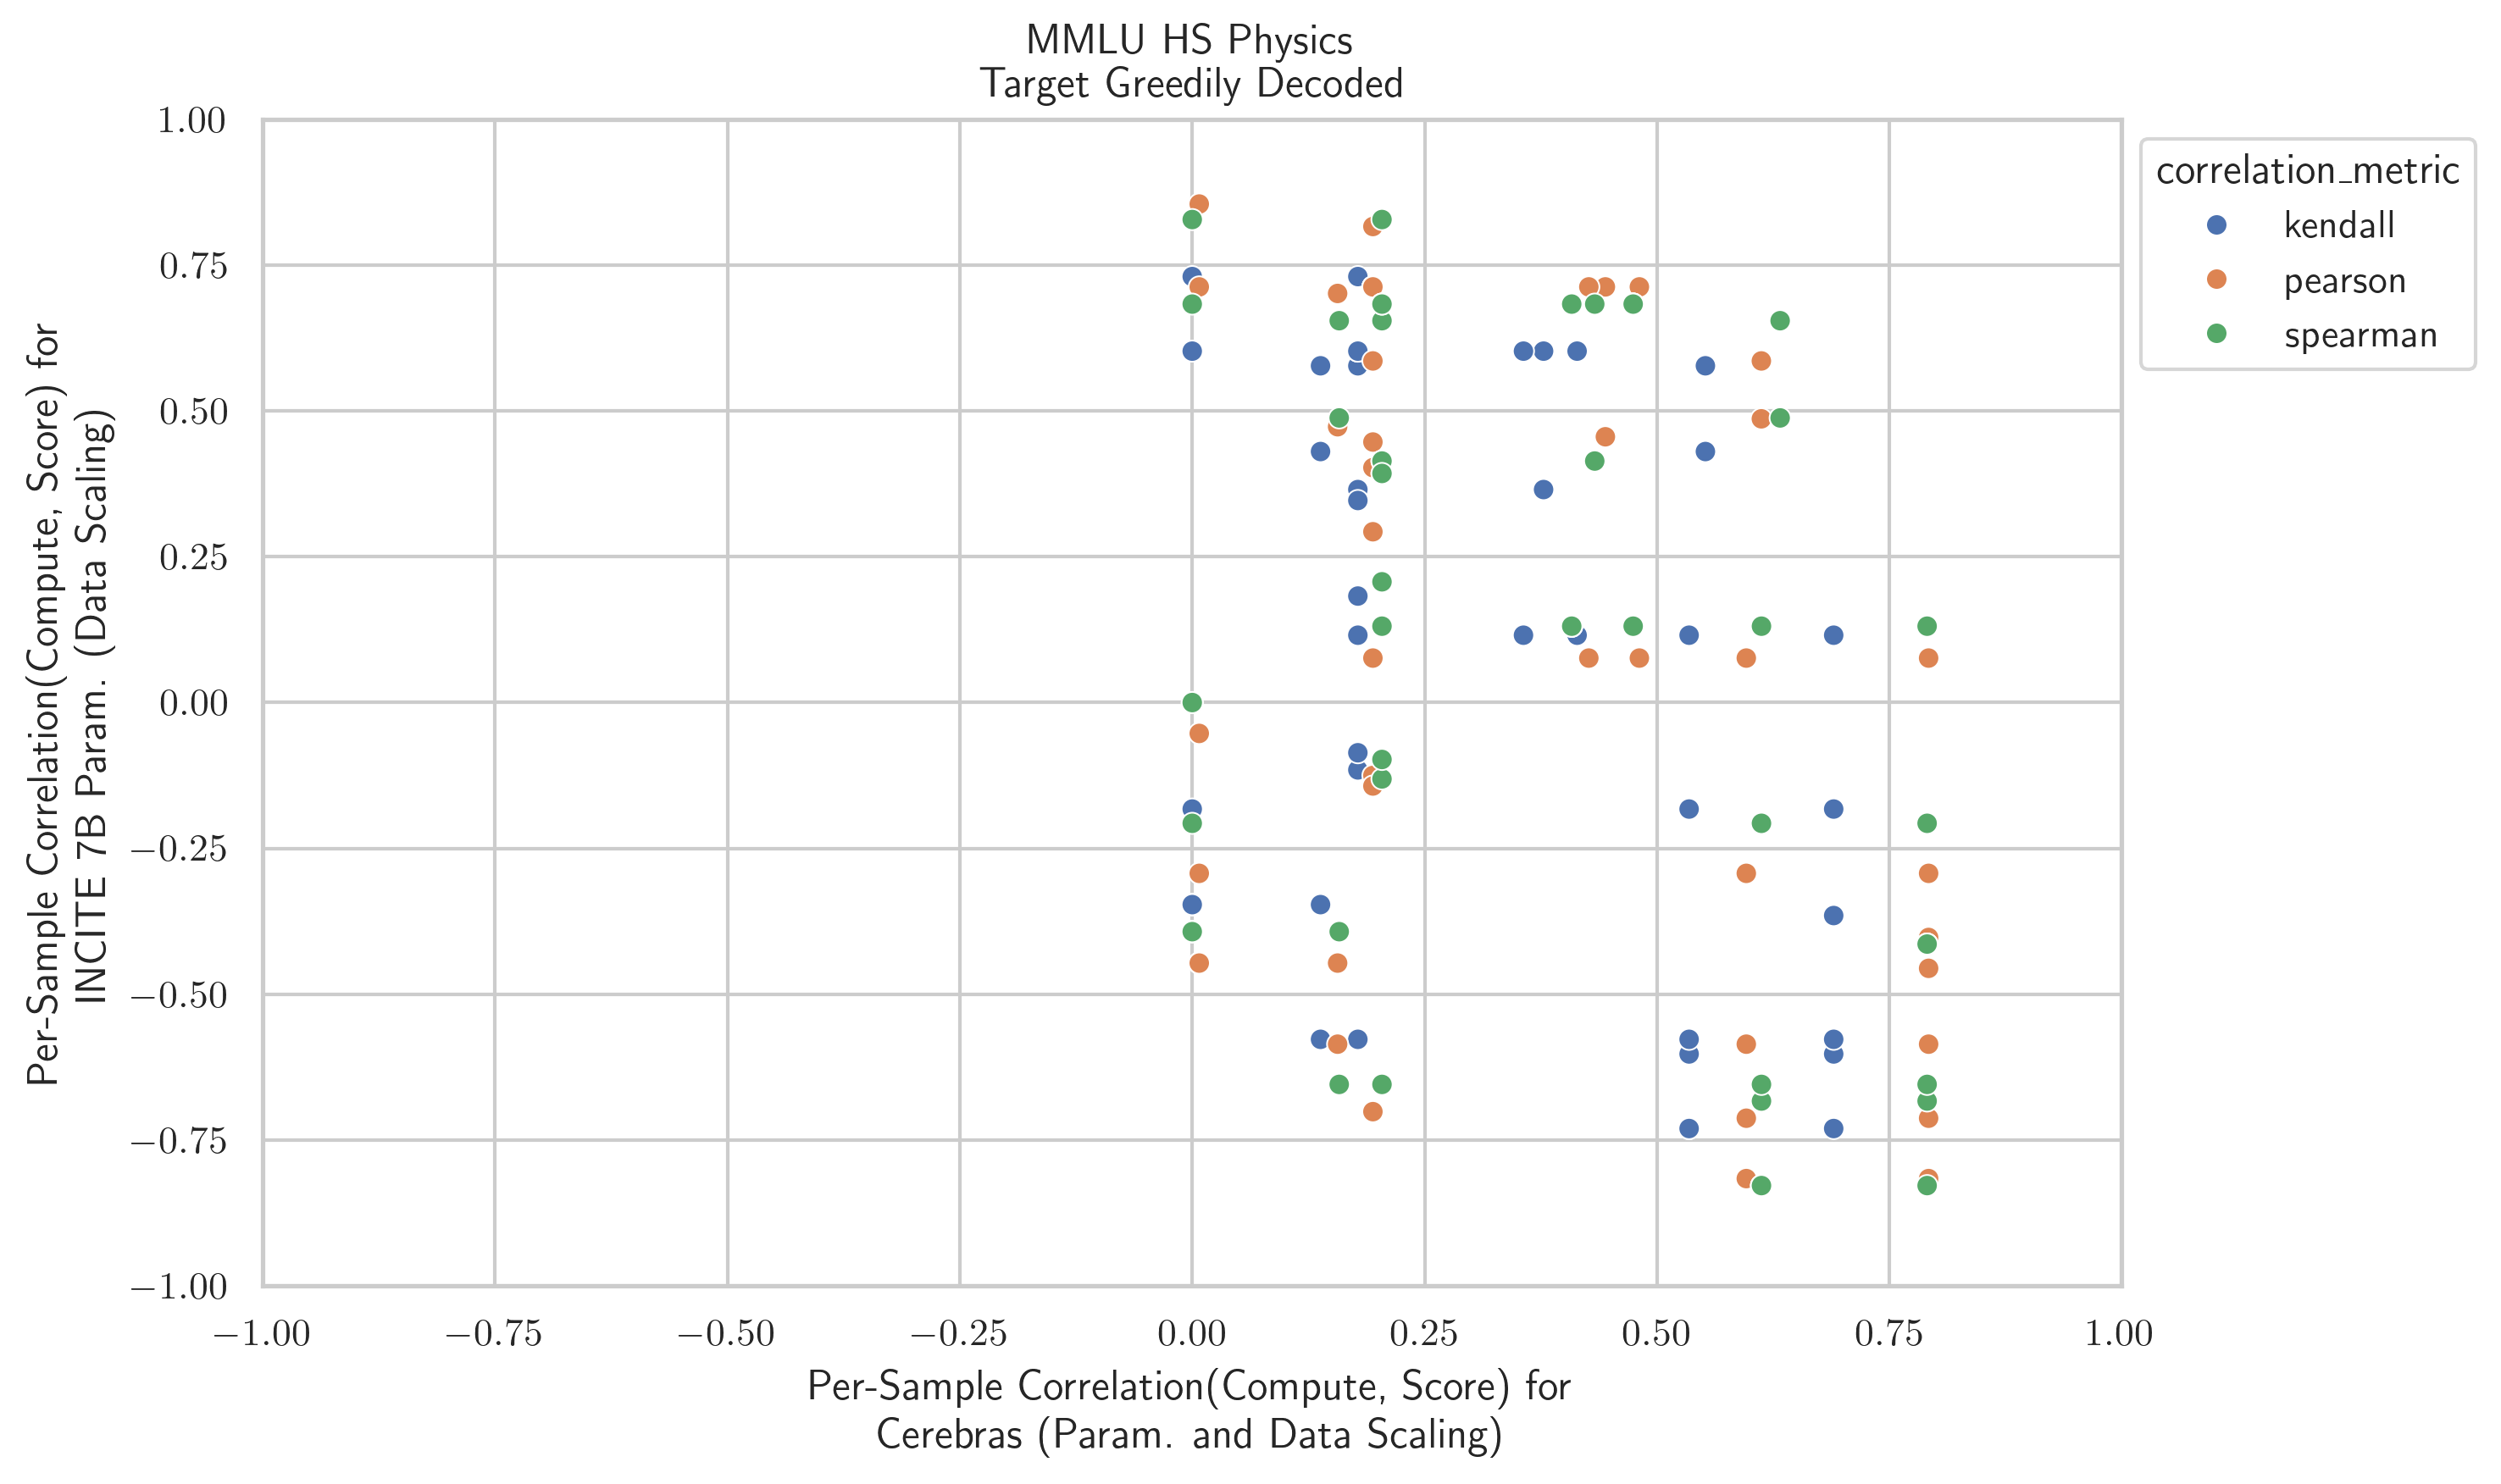 MMLU HS Physics
Target Greedily Decoded
1.00
0.75
0.50
0.25
0.00
−0.25
−0.50
−0.75
−1.00
Per-Sample Correlation(Compute, Score) for
INCITE 7B Param. (Data Scaling)
−1.00
−0.75
−0.50
−0.25
0.00
0.25
0.50
0.75
1.00
Per-Sample Correlation(Compute, Score) for
Cerebras (Param. and Data Scaling)
correlation_metric
kendall
pearson
spearman